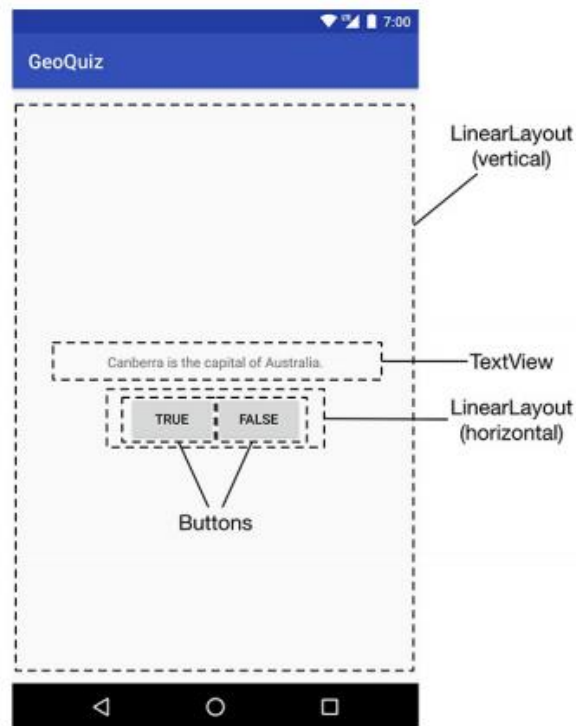 7:00
GeoQuiz
LinearLayout
(vertical)
Canberra is the capital of Australia.
TextView
TRUE
FALSE
LinearLayout
(horizontal)
Buttons